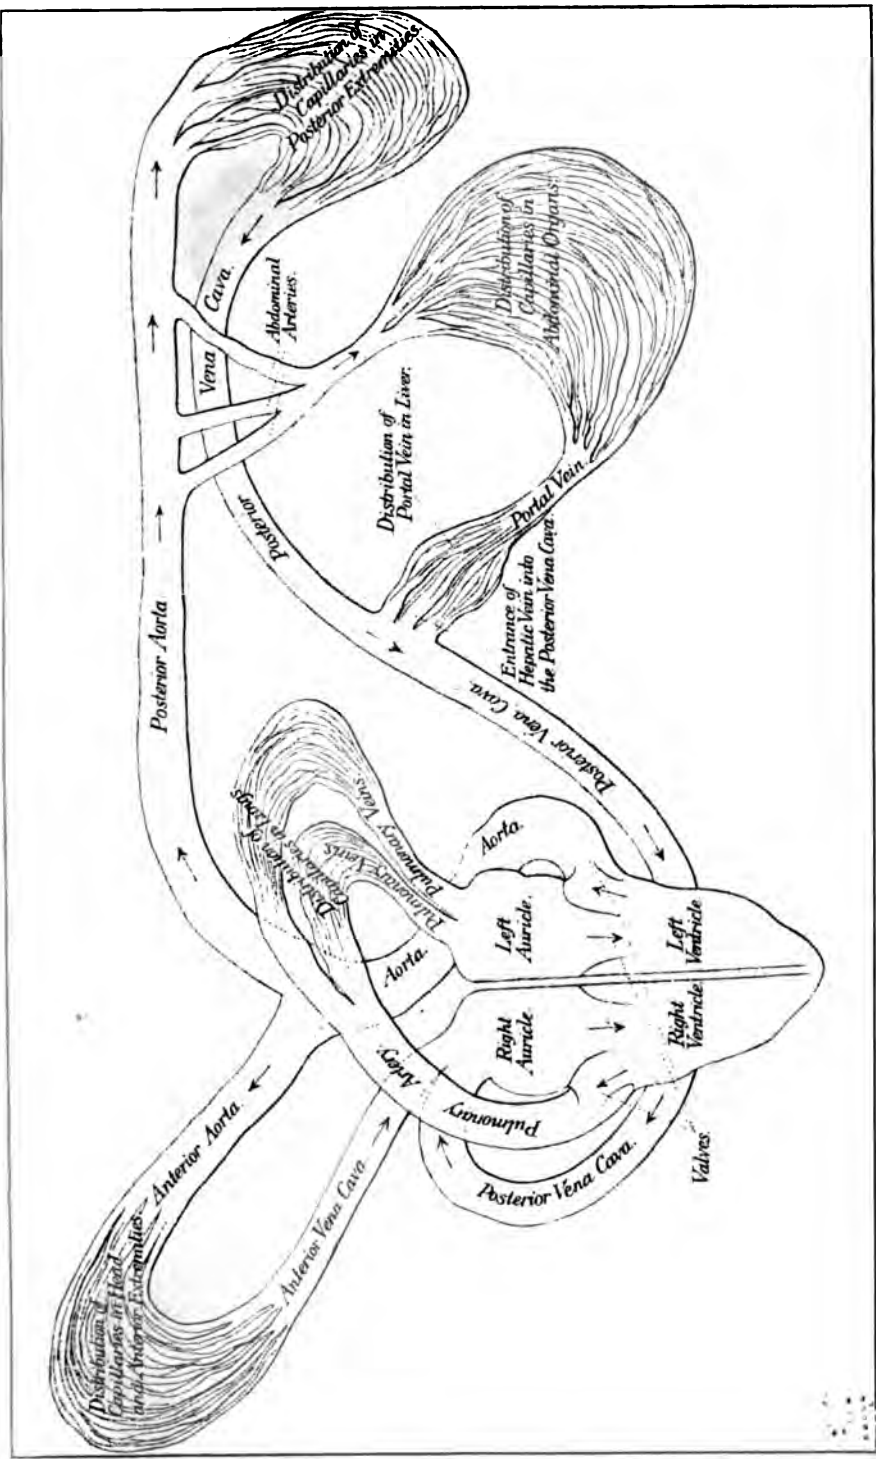 Distribution of
Capillaries in
Posterior Extremities.
Cava.
Vena
Posterior
Abdominal
Arteries.
Distribution of
Capillaries in
Abdominal Organs.
Distribution of
Portal Vein in Liver.
Portal Vein.
Entrance of
Hepatic Vein into
the Posterior Vena Cava.
Posterior Aorta
Posterior Vena Cava.
Distribution of
Capillaries in Lungs
Pulmonary Veins
Pulmonary Veins
Aorta.
Aorta.
Left
Auricle.
Left
Ventricle.
Right
Auricle.
Right
Ventricle.
Pulmonary Artery.
Anterior Aorta.
Anterior Vena Cava
Posterior Vena Cava.
Valves.
Distribution of
Capillaries in Head
and Anterior Extremities